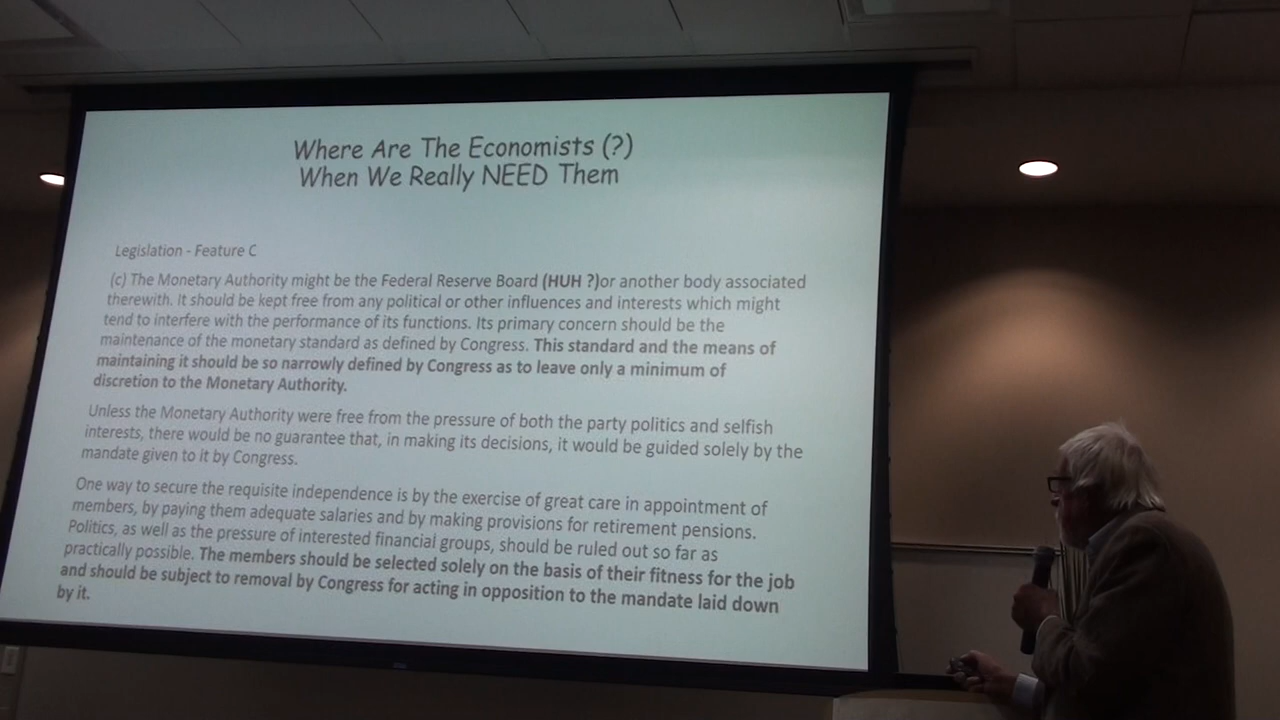 Where Are The Economists (?)
When We Really NEED Them
Legislation - Feature C
(c) The Monetary Authority might be the Federal Reserve Board (HUH ?)or another body associated
therewith. It should be kept free from any political or other influences and interests which might
tend to interfere with the performance of its functions. Its primary concern should be the
maintenance of the monetary standard as defined by Congress. This standard and the means of
maintaining it should be so narrowly defined by Congress as to leave only a minimum of
discretion to the Monetary Authority.
Unless the Monetary Authority were free from the pressure of both the party politics and selfish
interests, there would be no guarantee that, in making its decisions, it would be guided solely by the
mandate given to it by Congress.
One way to secure the requisite independence is by the exercise of great care in appointment of
members, by paying them adequate salaries and by making provisions for retirement pensions.
Politics, as well as the pressure of interested financial groups, should be ruled out so far as
practically possible. The members should be selected solely on the basis of their fitness for the job
and should be subject to removal by Congress for acting in opposition to the mandate laid down
by it.